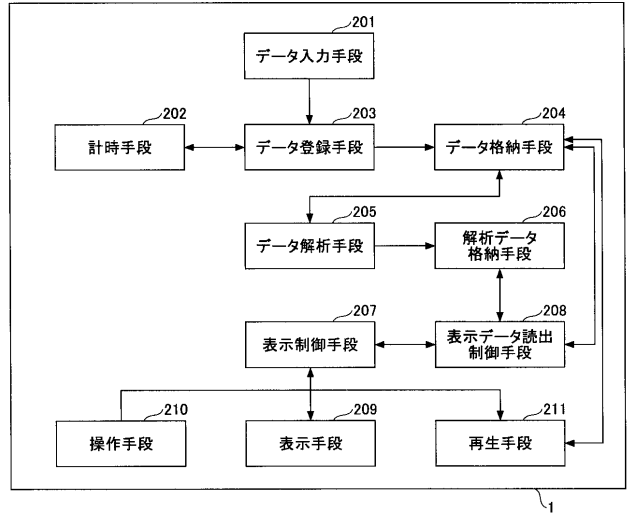 201
データ入力手段
202
計時手段
203
データ登録手段
204
データ格納手段
205
データ解析手段
206
解析データ
格納手段
207
表示制御手段
208
表示データ読出
制御手段
210
操作手段
209
表示手段
211
再生手段
1